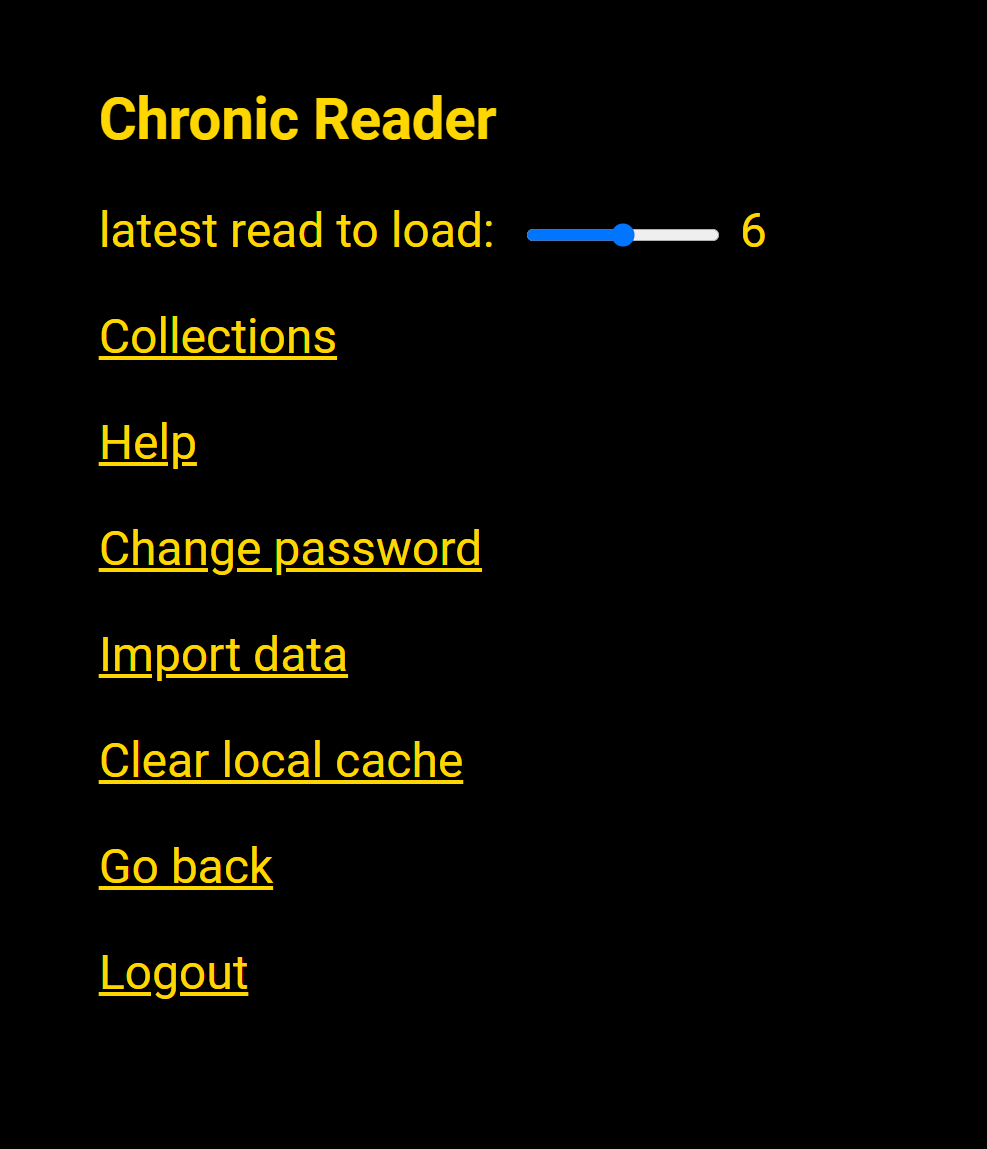 Chronic Reader
latest read to load: 6
Collections
Help
Change password
Import data
Clear local cache
Go back
Logout